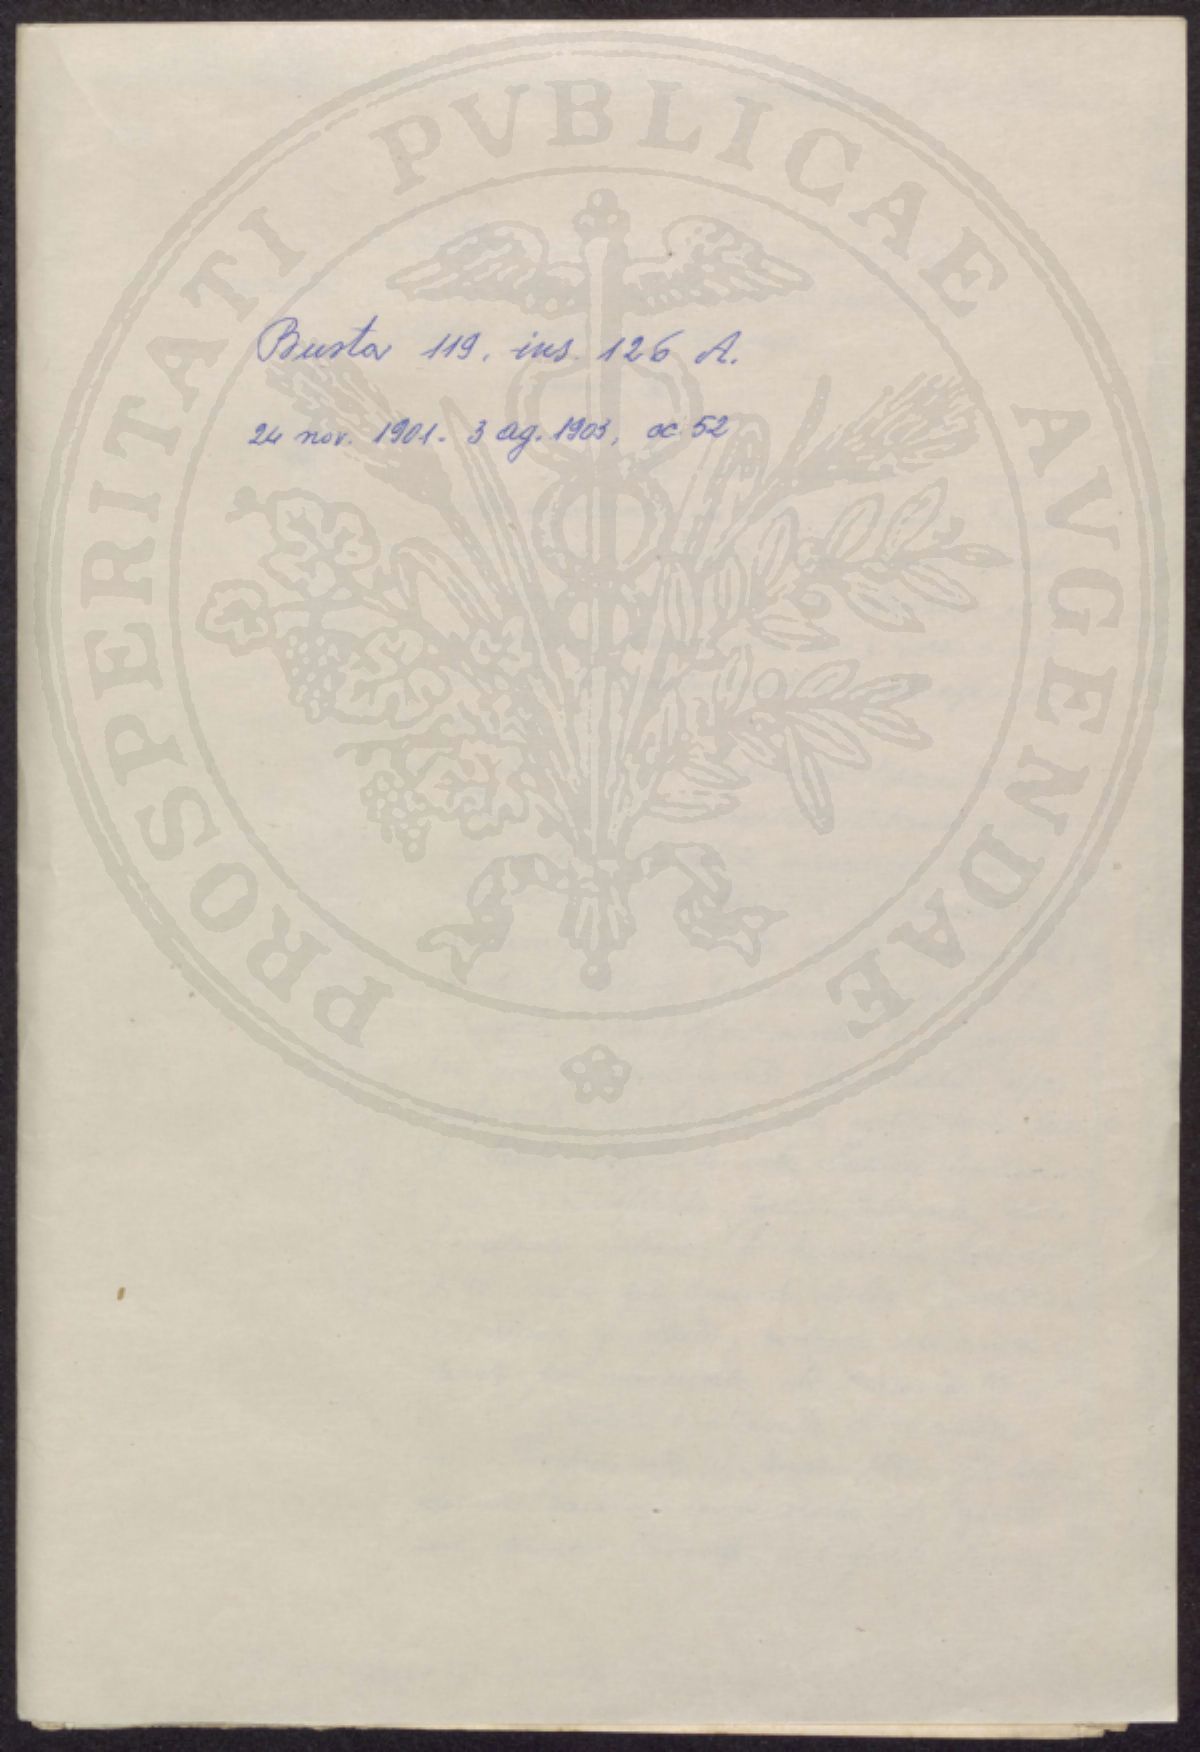 PROSPERITATI PVBLICAE AVGENDAE
Busta 119. ins. 126 A.
24 nov. 1901. 3 ag. 1903, cc 52